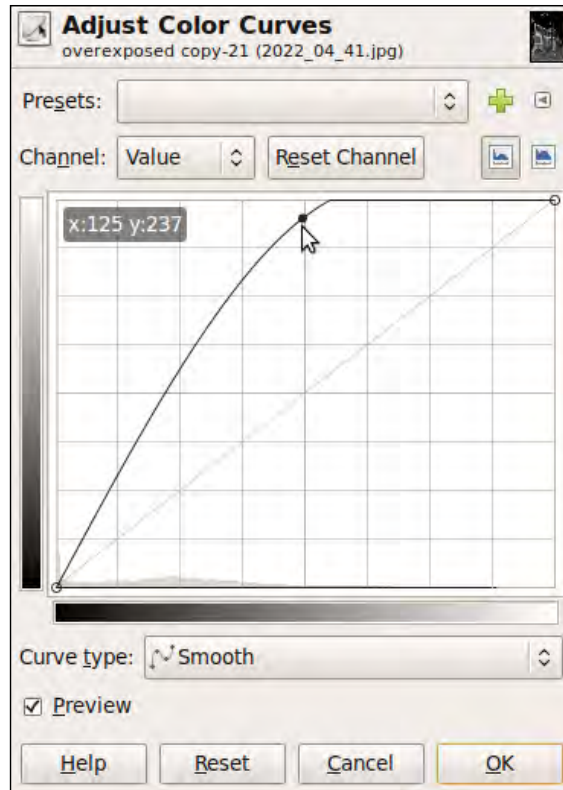 Adjust Color Curves
overexposed copy-21 (2022_04_41.jpg)
Presets:
Channel: Value Reset Channel
x:125 y:237
Curve type: Smooth
Preview
Help Reset Cancel OK